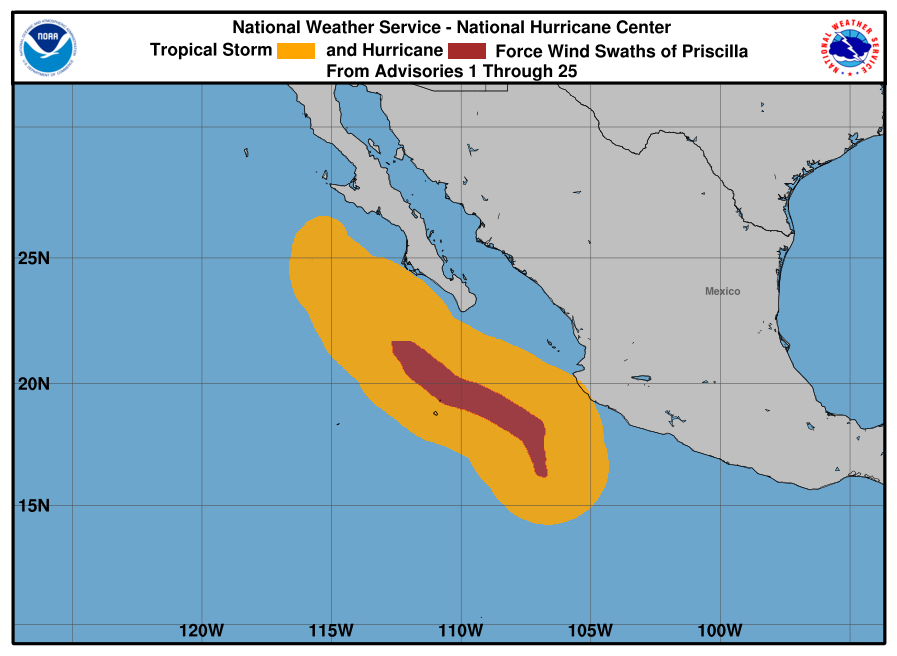 National Weather Service - National Hurricane Center
Tropical Storm and Hurricane Force Wind Swaths of Priscilla
From Advisories 1 Through 25
NOAA
NATIONAL WEATHER SERVICE
25N
Mexico
20N
15N
120W 115W 110W 105W 100W